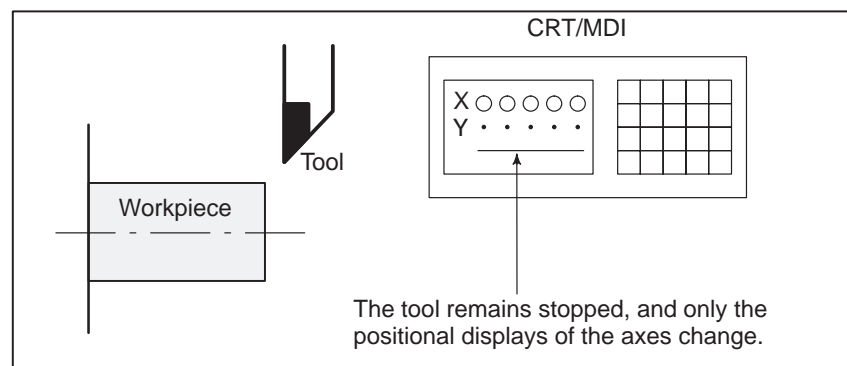 CRT/MDI
X
Y
Tool
Workpiece
The tool remains stopped, and only the
positional displays of the axes change.